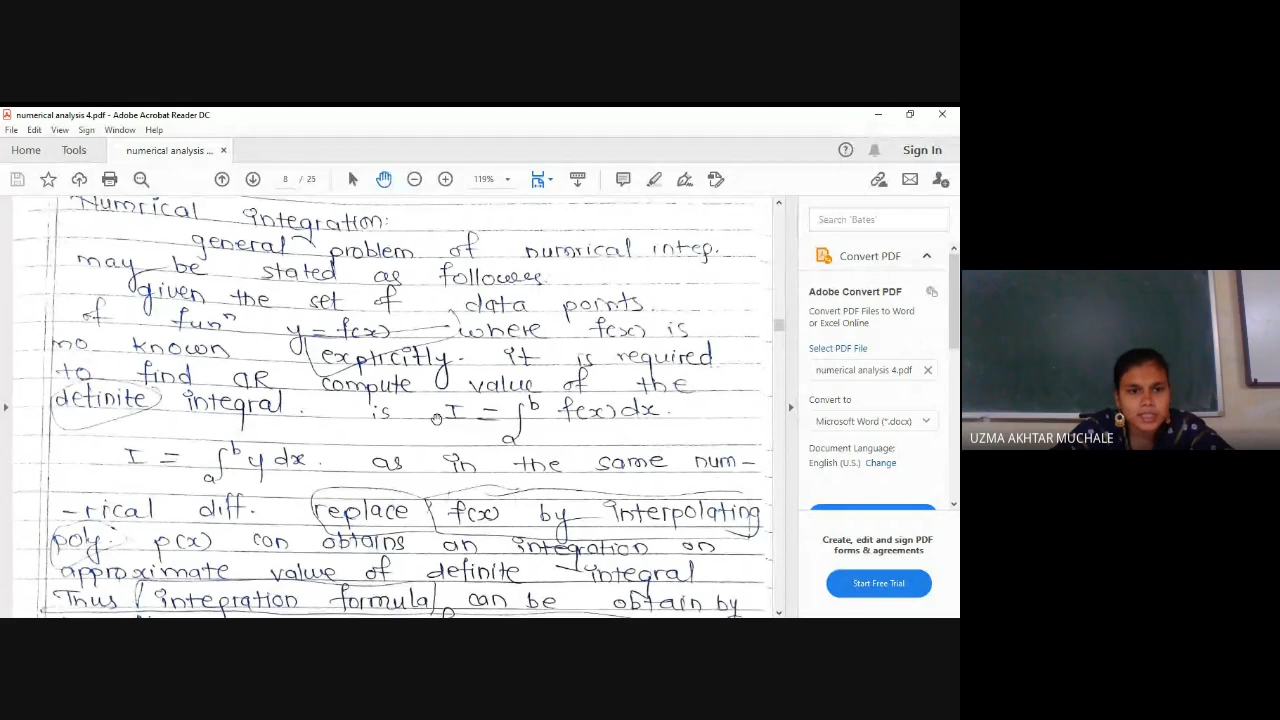 numerical analysis 4.pdf - Adobe Acrobat Reader DC
File Edit View Sign Window Help
Home Tools numerical analysis ... × Sign In
8 / 25 119%
Numrical integration:
general problem of numrical integ.
may be stated as followes
given the set of data points
of funⁿ y = f(x) where f(x) is
no known explricitly. it is required
to find OR compute value of the
definite integral. is I = ∫ₐᵇ f(x) dx.
I = ∫ₐᵇ y dx. as in the same num-
-rical diff. replace f(x) by interpolating
poly: p(x) can obtains an integration on
approximate value of definite integral
Thus integration formula can be obtain by
Search 'Bates'
Convert PDF
Adobe Convert PDF
Convert PDF Files to Word
or Excel Online
Select PDF File
numerical analysis 4.pdf ×
Convert to
Microsoft Word (*.docx)
Document Language:
English (U.S.) Change
Create, edit and sign PDF
forms & agreements
Start Free Trial
UZMA AKHTAR MUCHALE